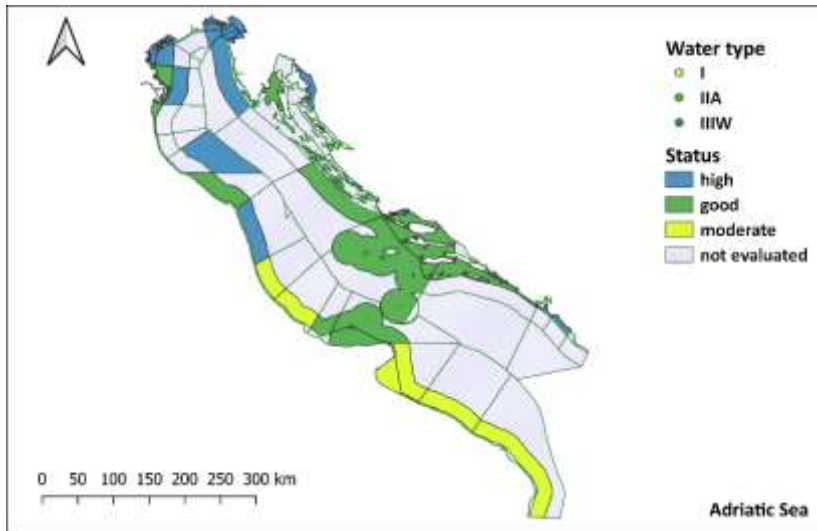 Water type
I
IIA
IIIW
Status
high
good
moderate
not evaluated
0 50 100 150 200 250 300 km
Adriatic Sea